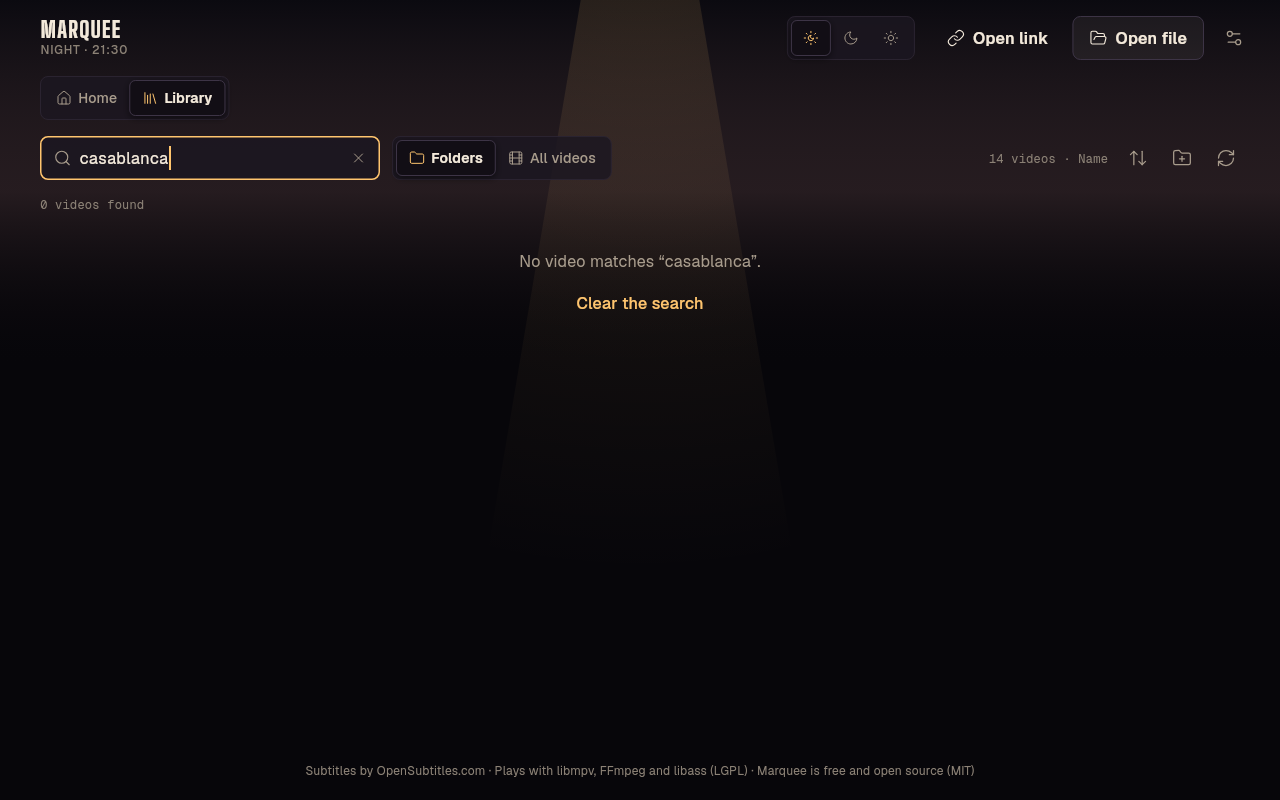 MARQUEE
NIGHT · 21:30
Open link
Open file
Home
Library
casablanca
Folders
All videos
14 videos · Name
0 videos found
No video matches “casablanca”.
Clear the search
Subtitles by OpenSubtitles.com · Plays with libmpv, FFmpeg and libass (LGPL) · Marquee is free and open source (MIT)